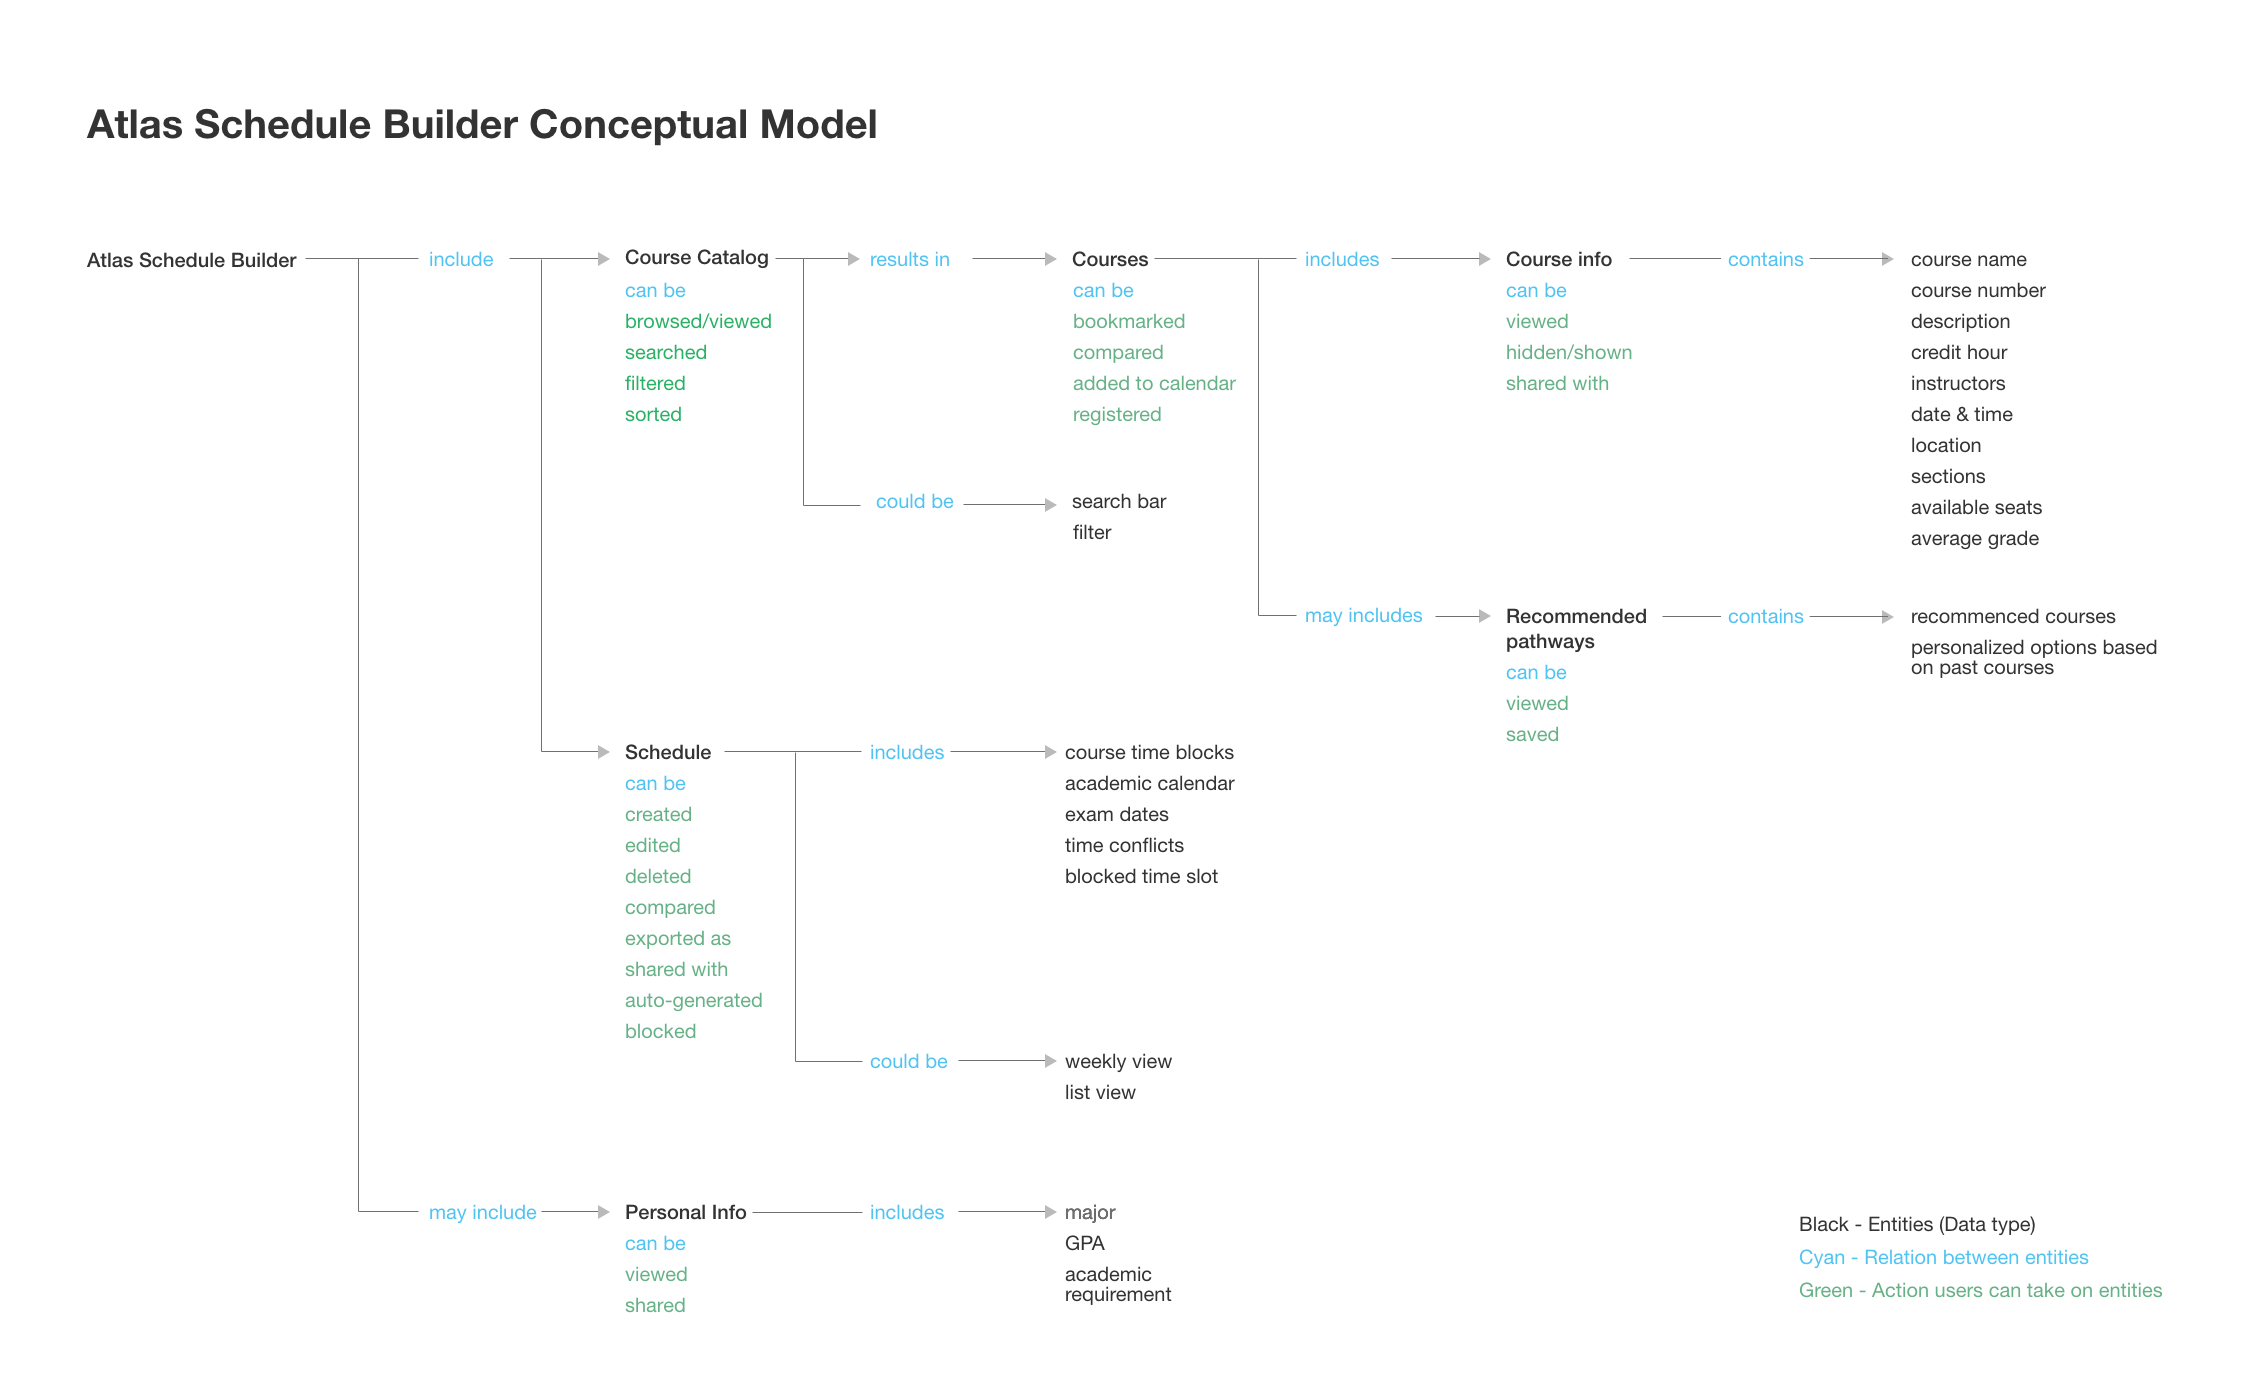 Atlas Schedule Builder Conceptual Model
Atlas Schedule Builder
include
Course Catalog
can be
browsed/viewed
searched
filtered
sorted
results in
Courses
can be
bookmarked
compared
added to calendar
registered
could be
search bar
filter
includes
Course info
can be
viewed
hidden/shown
shared with
contains
course name
course number
description
credit hour
instructors
date & time
location
sections
available seats
average grade
may includes
Recommended
pathways
can be
viewed
saved
contains
recommenced courses
personalized options based
on past courses
Schedule
can be
created
edited
deleted
compared
exported as
shared with
auto-generated
blocked
includes
course time blocks
academic calendar
exam dates
time conflicts
blocked time slot
could be
weekly view
list view
may include
Personal Info
can be
viewed
shared
includes
major
GPA
academic
requirement
Black - Entities (Data type)
Cyan - Relation between entities
Green - Action users can take on entities